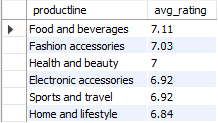 productline avg_rating
Food and beverages 7.11
Fashion accessories 7.03
Health and beauty 7
Electronic accessories 6.92
Sports and travel 6.92
Home and lifestyle 6.84